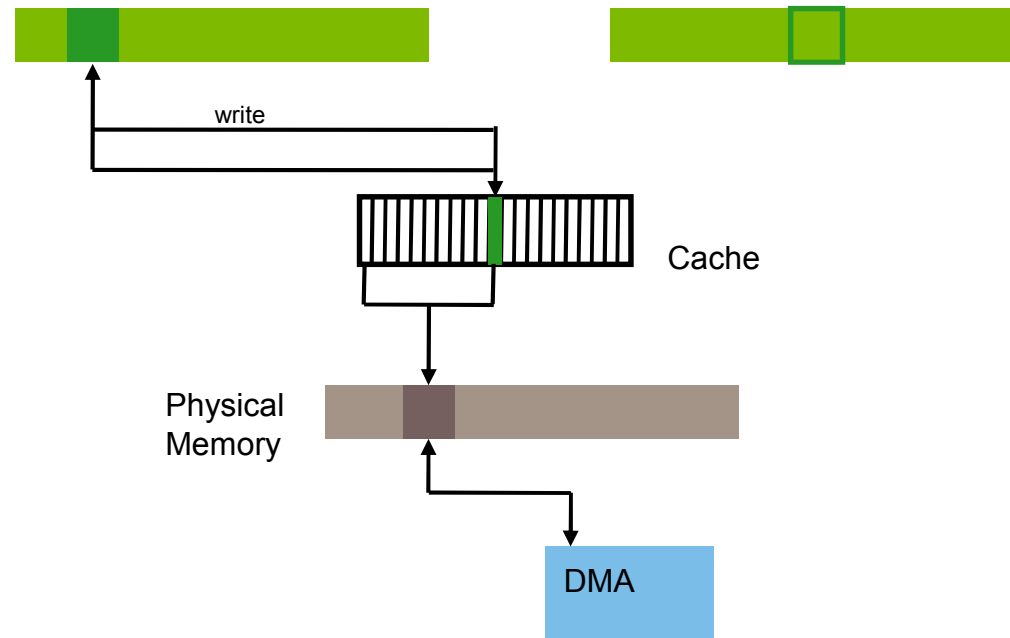 write
Cache
Physical
Memory
DMA